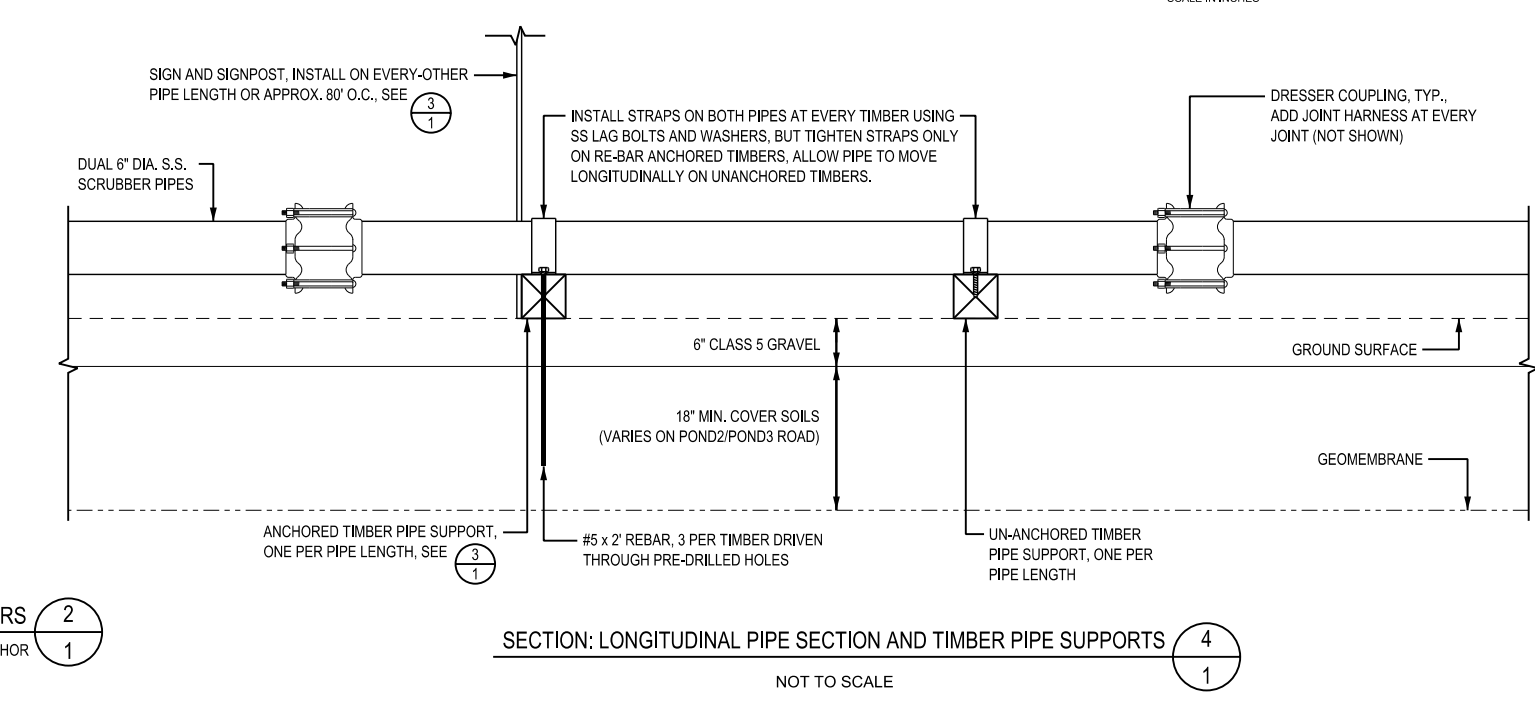 SIGN AND SIGNPOST, INSTALL ON EVERY-OTHER
PIPE LENGTH OR APPROX. 80' O.C., SEE
3
1
INSTALL STRAPS ON BOTH PIPES AT EVERY TIMBER USING
SS LAG BOLTS AND WASHERS, BUT TIGHTEN STRAPS ONLY
ON RE-BAR ANCHORED TIMBERS, ALLOW PIPE TO MOVE
LONGITUDINALLY ON UNANCHORED TIMBERS.
DRESSER COUPLING, TYP.,
ADD JOINT HARNESS AT EVERY
JOINT (NOT SHOWN)
DUAL 6" DIA. S.S.
SCRUBBER PIPES
6" CLASS 5 GRAVEL
GROUND SURFACE
18" MIN. COVER SOILS
(VARIES ON POND2/POND3 ROAD)
GEOMEMBRANE
ANCHORED TIMBER PIPE SUPPORT,
ONE PER PIPE LENGTH, SEE
3
1
#5 x 2' REBAR, 3 PER TIMBER DRIVEN
THROUGH PRE-DRILLED HOLES
UN-ANCHORED TIMBER
PIPE SUPPORT, ONE PER
PIPE LENGTH
RS
2
HOR
1
SECTION: LONGITUDINAL PIPE SECTION AND TIMBER PIPE SUPPORTS
4
1
NOT TO SCALE